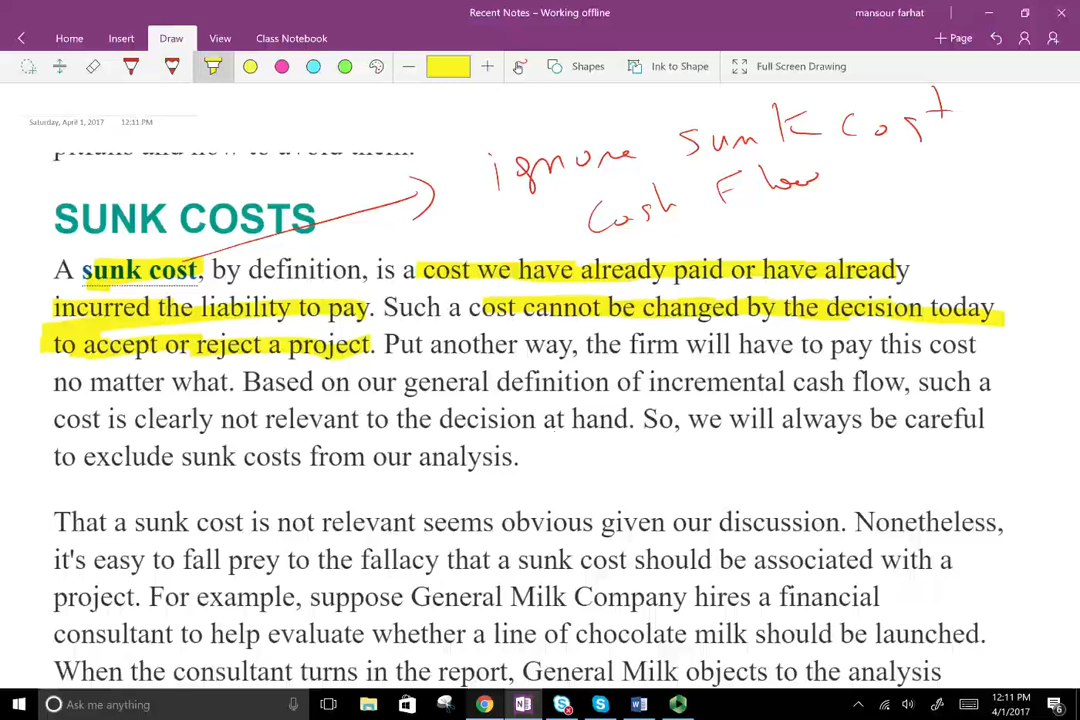 Recent Notes – Working offline
mansour farhat
Home Insert Draw View Class Notebook
Page
Shapes Ink to Shape Full Screen Drawing
Saturday, April 1, 2017 12:11 PM
ignore sunk cost
cash Flow
SUNK COSTS
A sunk cost, by definition, is a cost we have already paid or have already
incurred the liability to pay. Such a cost cannot be changed by the decision today
to accept or reject a project. Put another way, the firm will have to pay this cost
no matter what. Based on our general definition of incremental cash flow, such a
cost is clearly not relevant to the decision at hand. So, we will always be careful
to exclude sunk costs from our analysis.
That a sunk cost is not relevant seems obvious given our discussion. Nonetheless,
it's easy to fall prey to the fallacy that a sunk cost should be associated with a
project. For example, suppose General Milk Company hires a financial
consultant to help evaluate whether a line of chocolate milk should be launched.
When the consultant turns in the report, General Milk objects to the analysis
Ask me anything
12:11 PM
4/1/2017